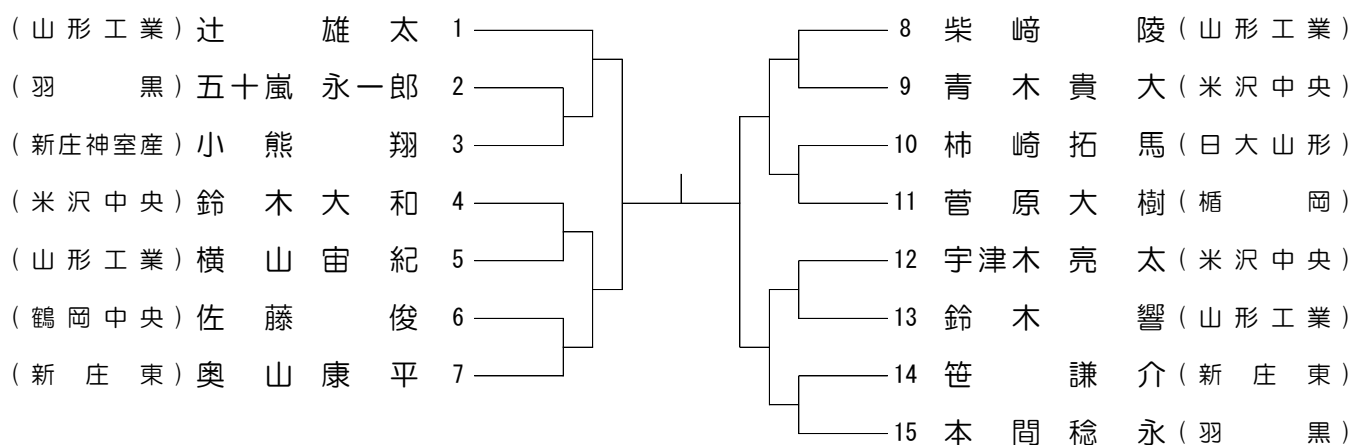 (山形工業) 辻 雄太 1
(羽黒) 五十嵐 永一郎 2
(新庄神室産) 小熊 翔 3
(米沢中央) 鈴木大和 4
(山形工業) 横山宙紀 5
(鶴岡中央) 佐藤 俊 6
(新庄東) 奥山康平 7
8 柴﨑 陵 (山形工業)
9 青木貴大 (米沢中央)
10 柿崎拓馬 (日大山形)
11 菅原大樹 (楯岡)
12 宇津木亮太 (米沢中央)
13 鈴木 響 (山形工業)
14 笹 謙介 (新庄東)
15 本間稔永 (羽黒)